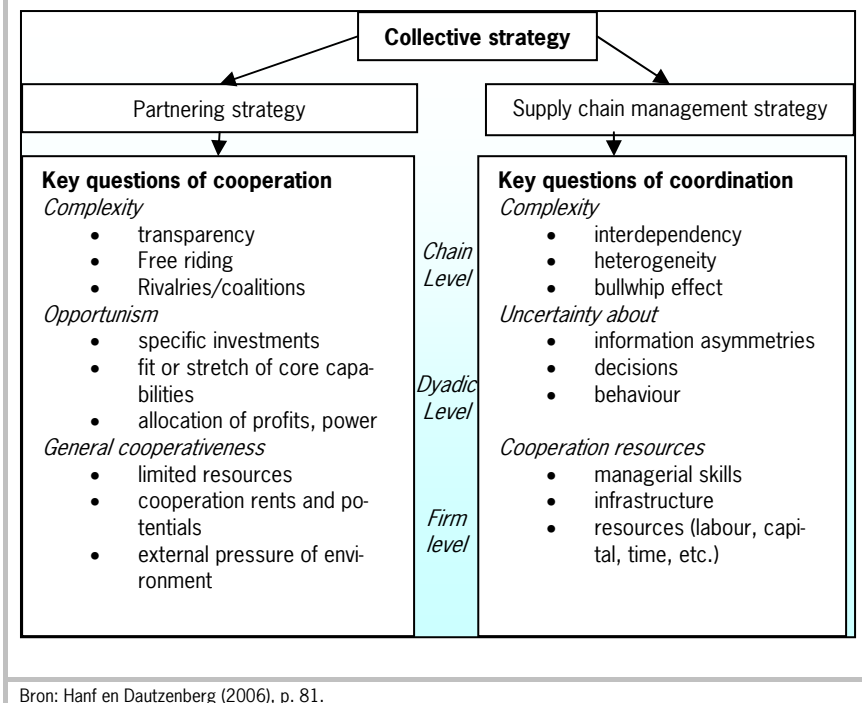 Collective strategy
Partnering strategy
Supply chain management strategy
Key questions of cooperation
Complexity
• transparency
• Free riding
• Rivalries/coalitions
Opportunism
• specific investments
• fit or stretch of core capa-
bilities
• allocation of profits, power
General cooperativeness
• limited resources
• cooperation rents and po-
tentials
• external pressure of envi-
ronment
Chain
Level
Dyadic
Level
Firm
level
Key questions of coordination
Complexity
• interdependency
• heterogeneity
• bullwhip effect
Uncertainty about
• information asymmetries
• decisions
• behaviour
Cooperation resources
• managerial skills
• infrastructure
• resources (labour, capi-
tal, time, etc.)
Bron: Hanf en Dautzenberg (2006), p. 81.